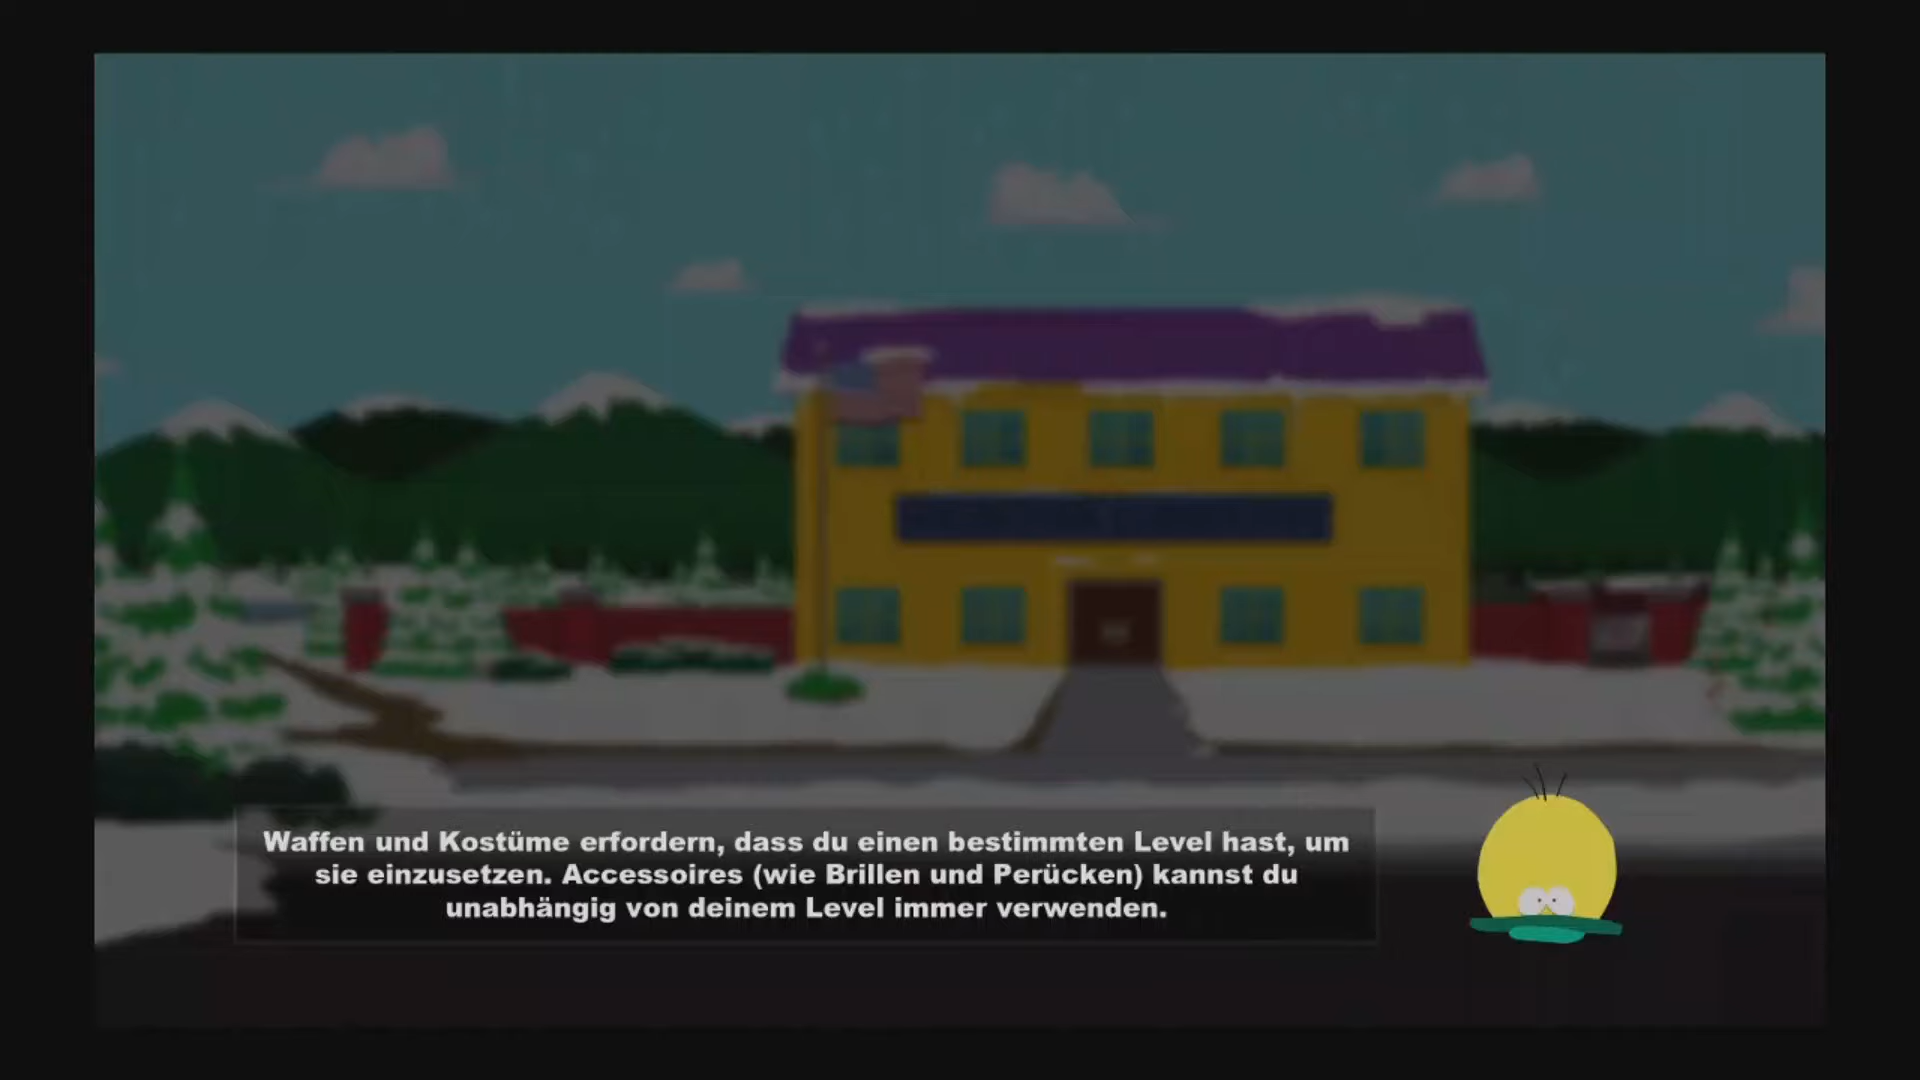 Waffen und Kostüme erfordern, dass du einen bestimmten Level hast, um
sie einzusetzen. Accessoires (wie Brillen und Perücken) kannst du
unabhängig von deinem Level immer verwenden.